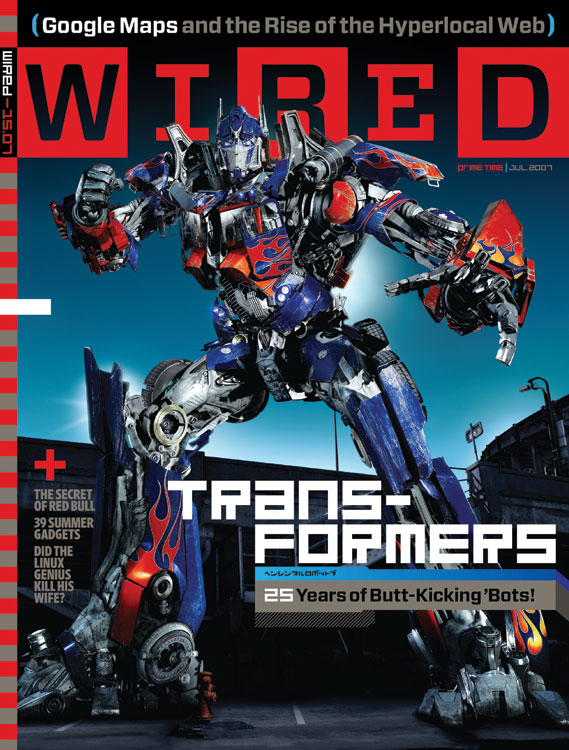 (Google Maps and the Rise of the Hyperlocal Web)
WIRED
WIRED–15.07
PRIME TIME | JUL 2007
+
THE SECRET
OF RED BULL
39 SUMMER
GADGETS
DID THE
LINUX
GENIUS
KILL HIS
WIFE?
TRANS-
FORMERS
25 Years of Butt-Kicking 'Bots!